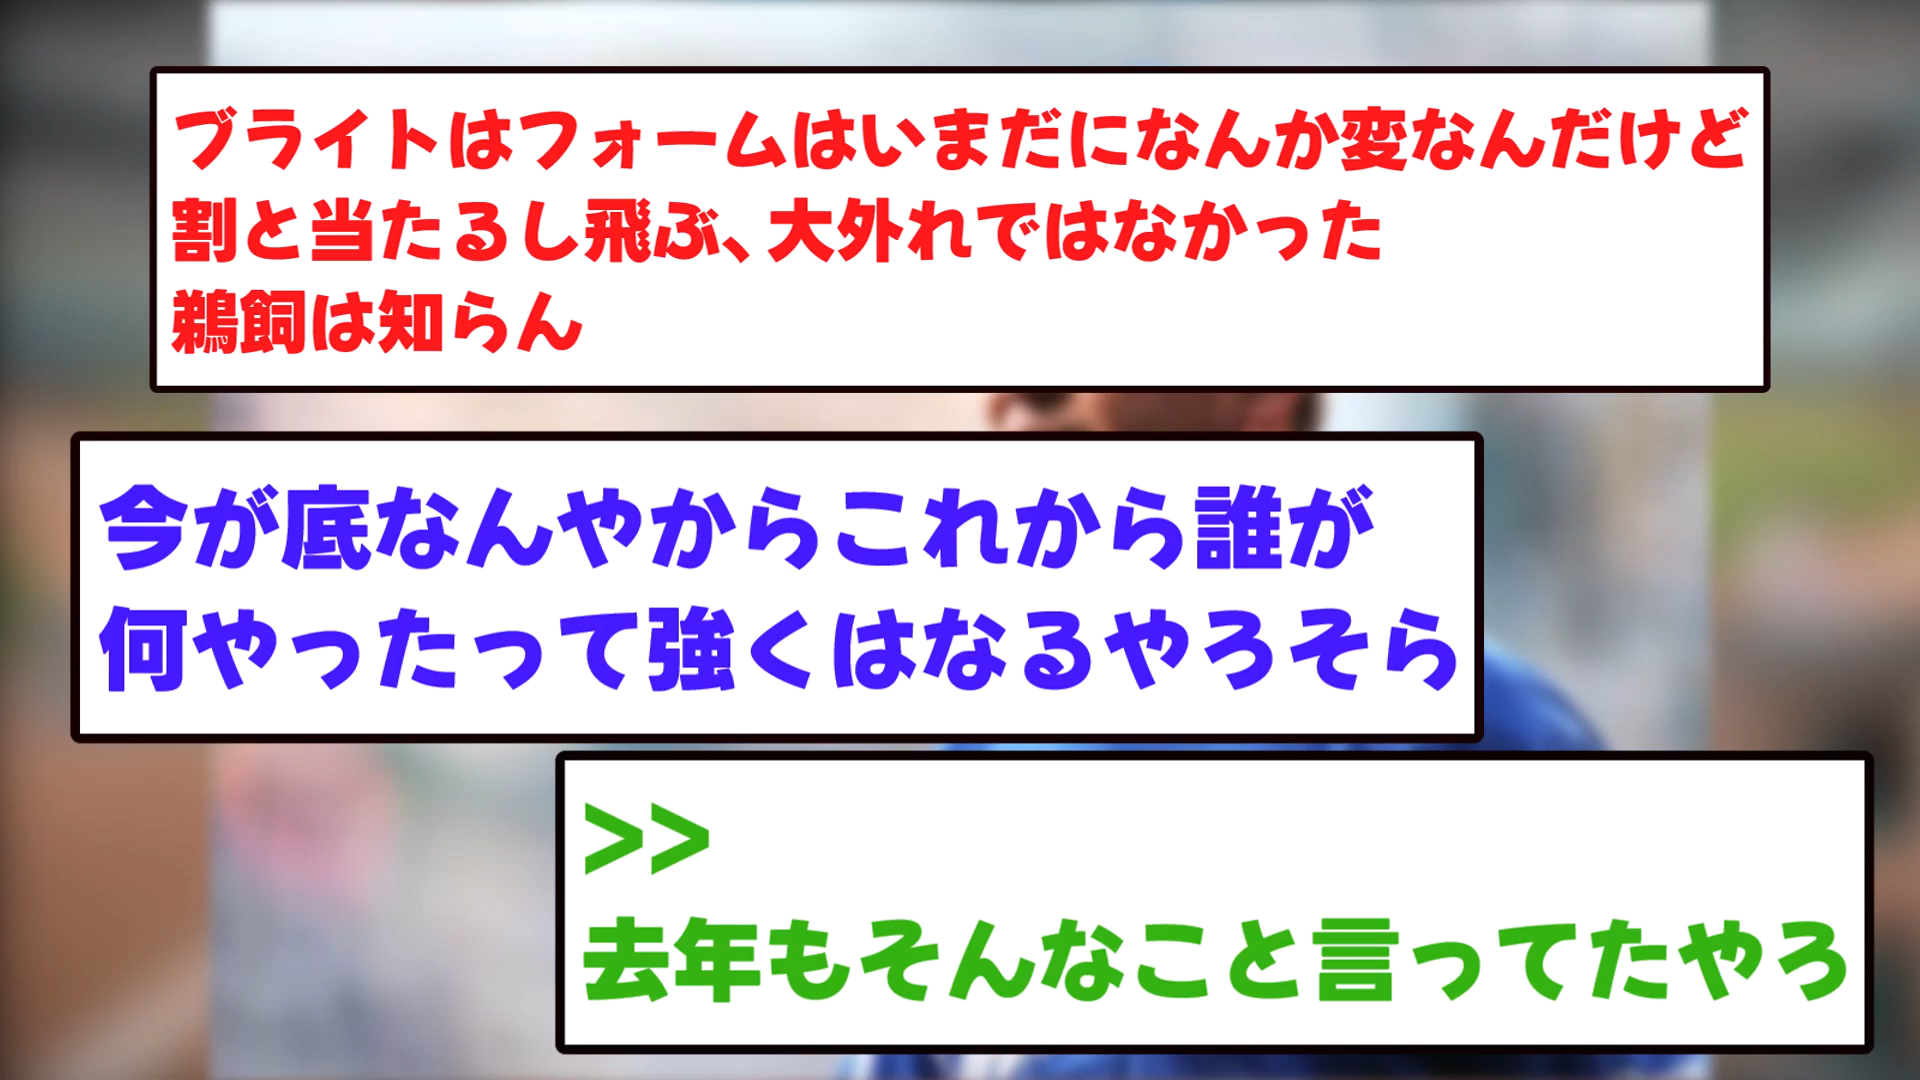 ブライトはフォームはいまだになんか変なんだけど
割と当たるし飛ぶ、大外れではなかった
鵜飼は知らん
今が底なんやからこれから誰が
何やったって強くはなるやろそら
>>
去年もそんなこと言ってたやろ